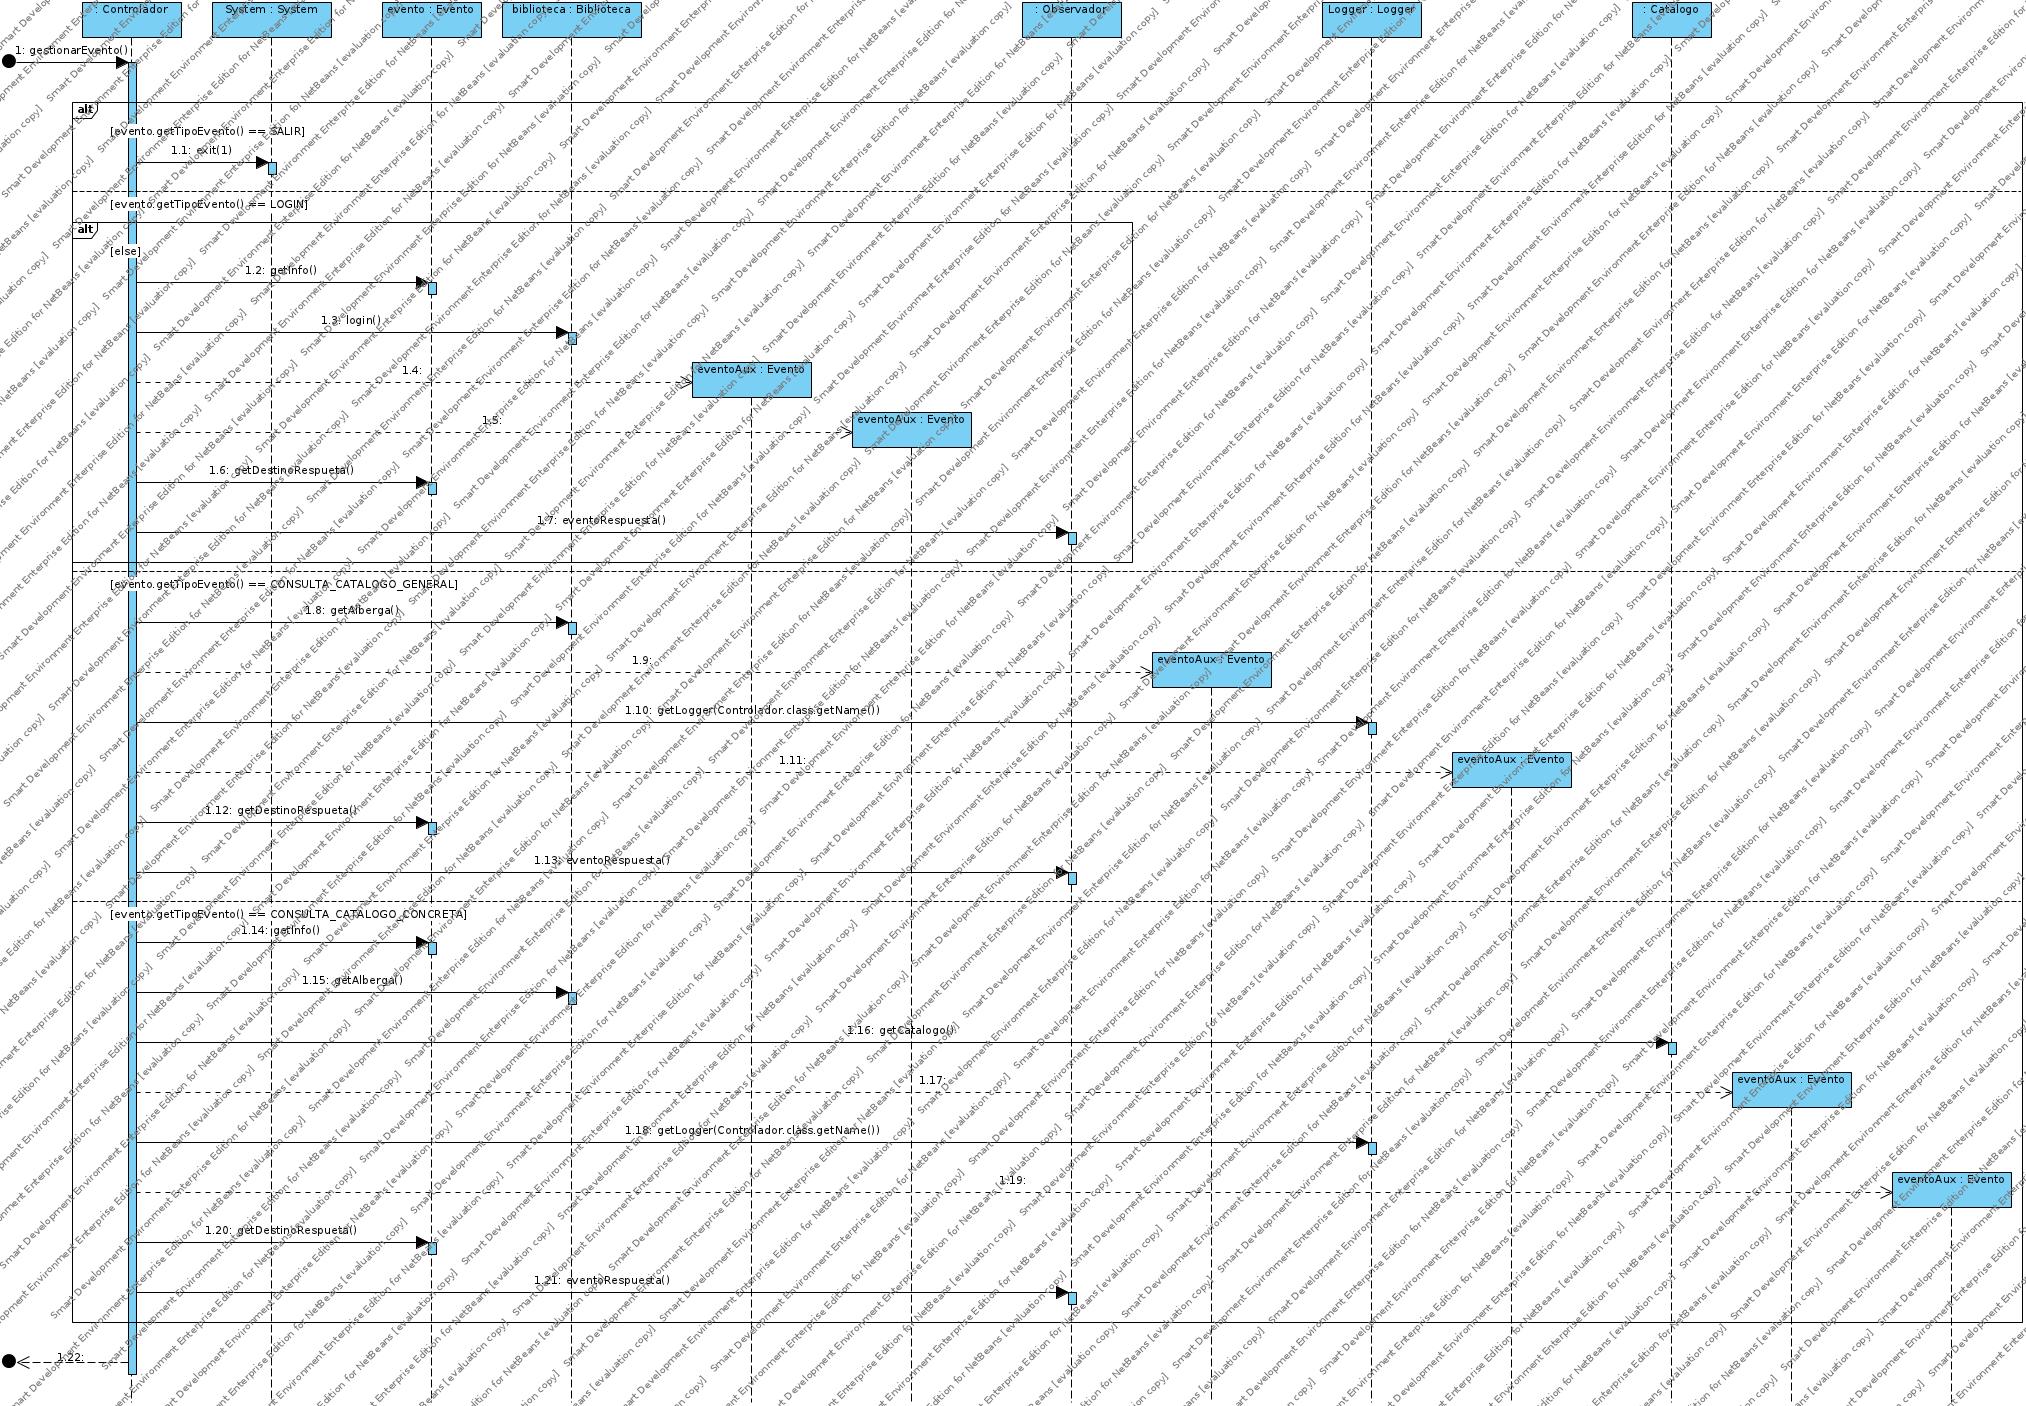 : Controlador
System : System
evento : Evento
biblioteca : Biblioteca
: Observador
Logger : Logger
: Catalogo
1: gestionarEvento()
alt
[evento.getTipoEvento() == SALIR]
1.1: exit(1)
[evento.getTipoEvento() == LOGIN]
alt
[else]
1.2: getInfo()
1.3: login()
1.4:
eventoAux : Evento
1.5:
eventoAux : Evento
1.6: getDestinoRespueta()
1.7: eventoRespuesta()
[evento.getTipoEvento() == CONSULTA_CATALOGO_GENERAL]
1.8: getAlberga()
1.9:
eventoAux : Evento
1.10: getLogger(Controlador.class.getName())
1.11:
eventoAux : Evento
1.12: getDestinoRespueta()
1.13: eventoRespuesta()
[evento.getTipoEvento() == CONSULTA_CATALOGO_CONCRETA]
1.14: getInfo()
1.15: getAlberga()
1.16: getCatalogo()
1.17:
eventoAux : Evento
1.18: getLogger(Controlador.class.getName())
1.19:
eventoAux : Evento
1.20: getDestinoRespueta()
1.21: eventoRespuesta()
1.22:
Smart Development Environment Enterprise Edition for NetBeans [evaluation copy]